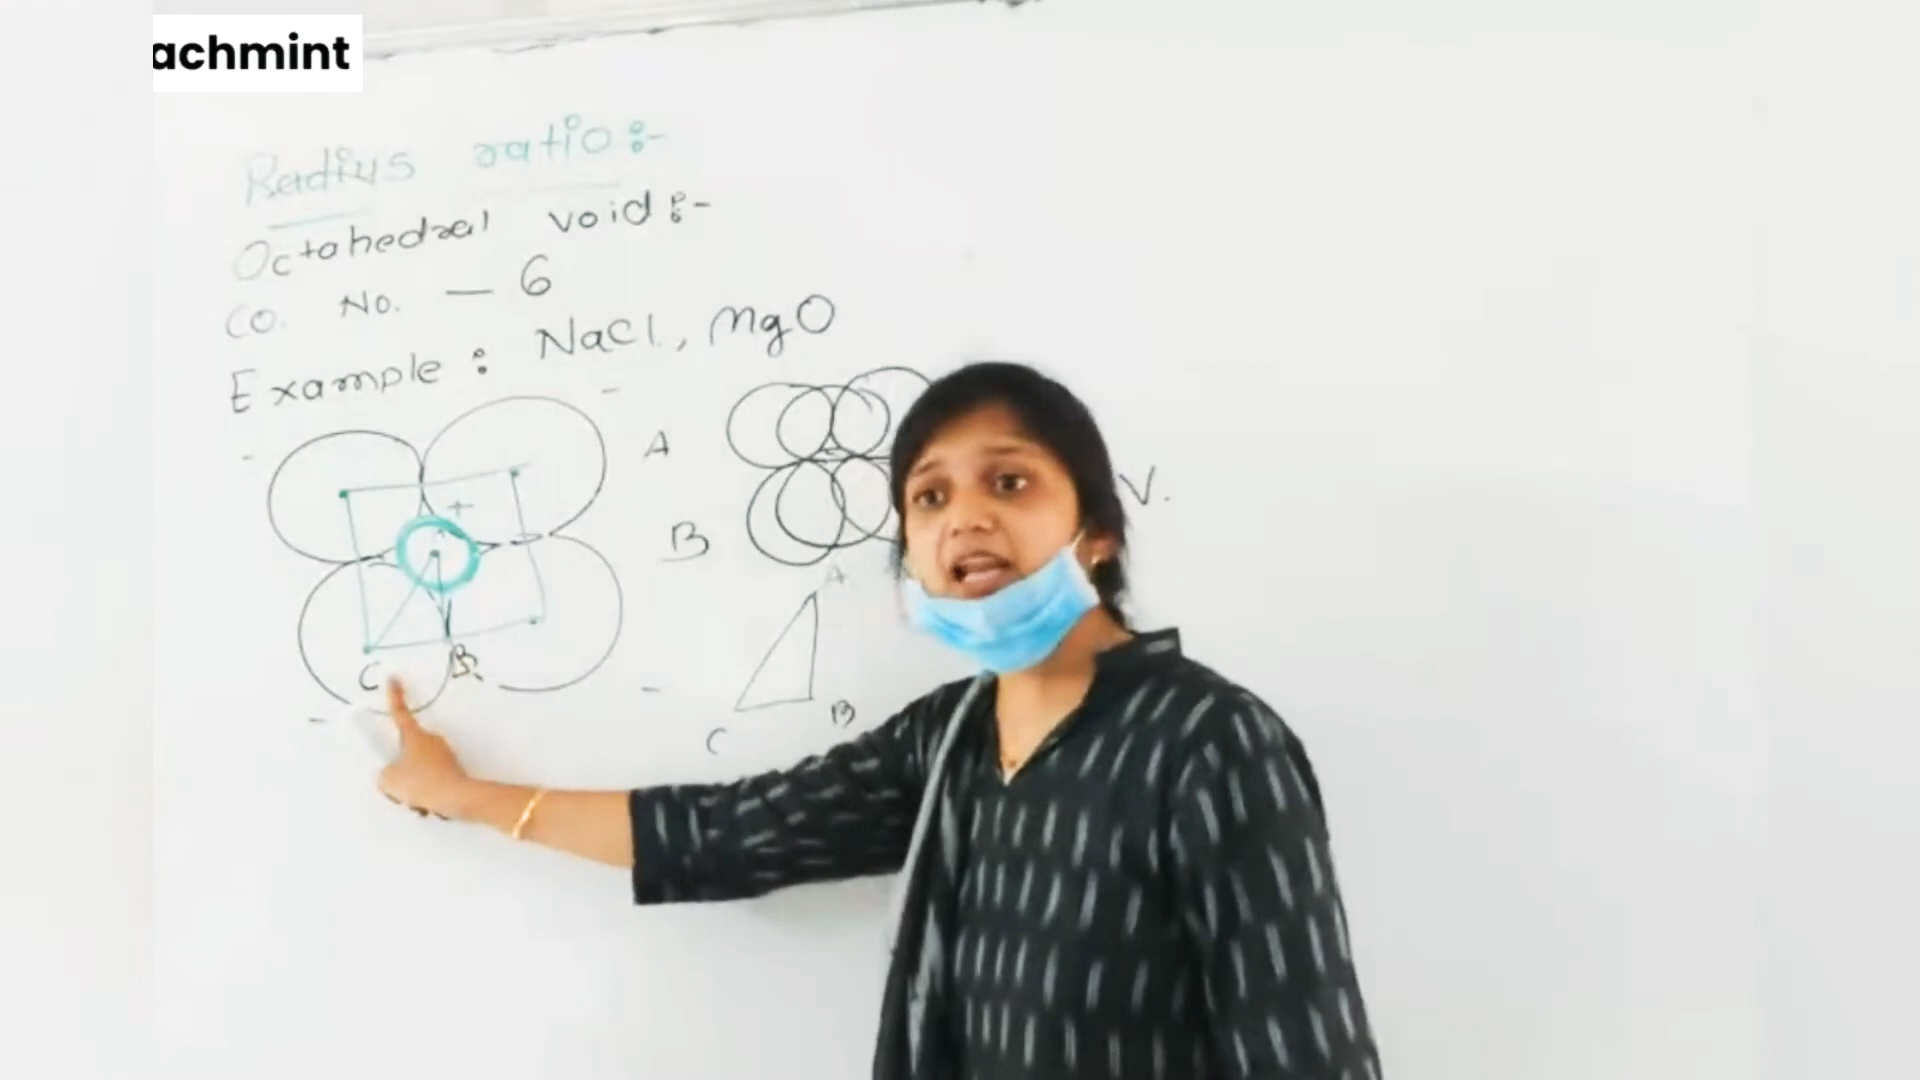 achmint
Radius ratio:-
Octahedral void:-
CO. No. — 6
Example : NaCl, MgO
A
B
V.
+
A
C B
A
C B